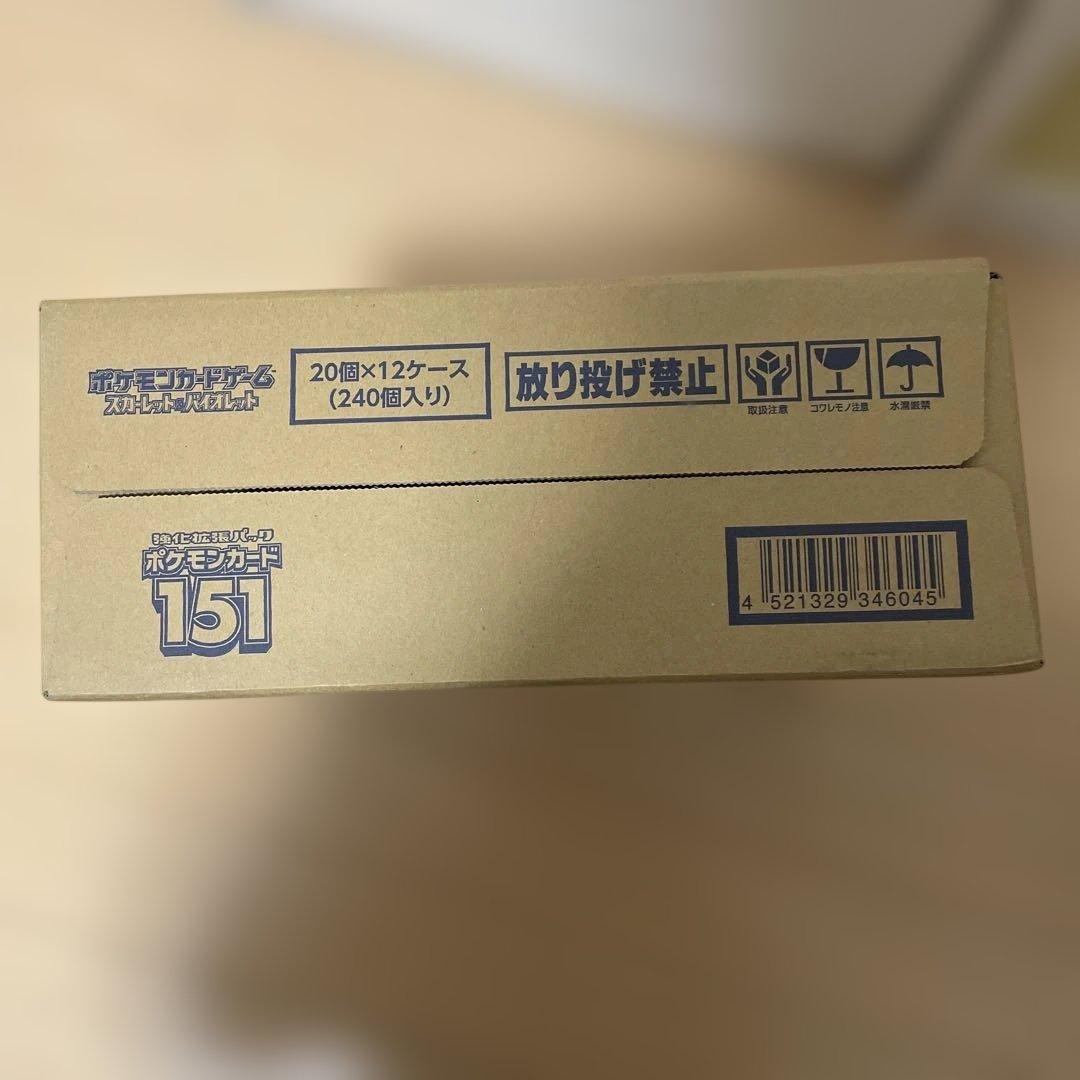 ポケモンカードゲーム
スカーレット&バイオレット
20個×12ケース
(240個入り)
放り投げ禁止
取扱注意
コワレモノ注意
水濡厳禁
強化拡張パック
ポケモンカード
151
4 521329 346045